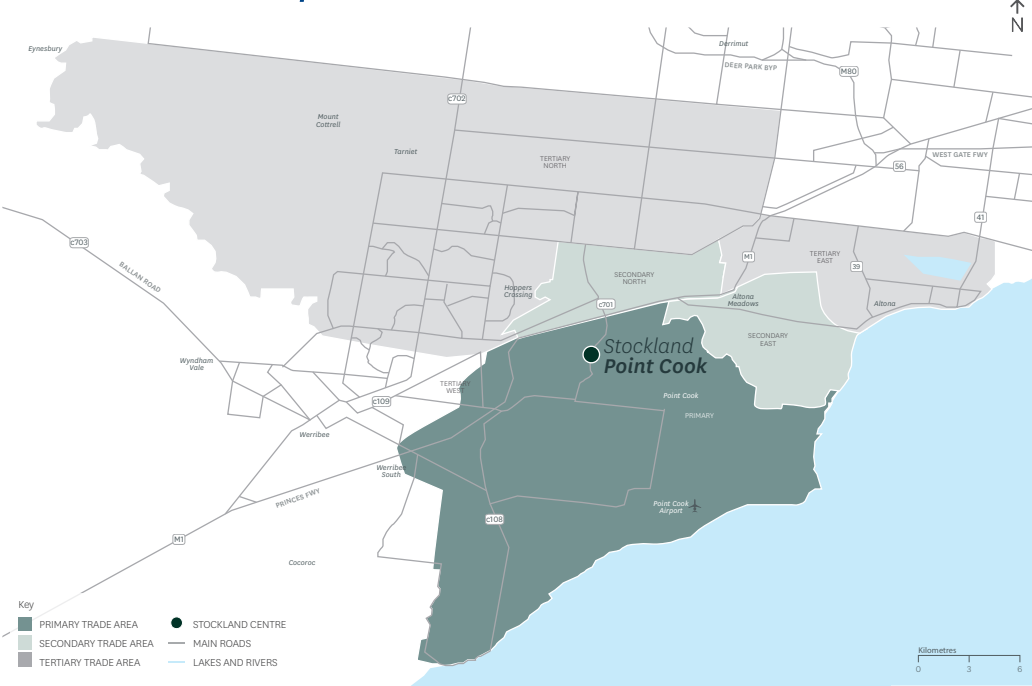 N
Eynesbury
Derrimut
DEER PARK BYP
M80
c702
Mount
Cottrell
Tarniet
TERTIARY
NORTH
WEST GATE FWY
56
41
c703
BALLAN ROAD
M1
TERTIARY
EAST
39
SECONDARY
NORTH
Hoppers
Crossing
c701
Altona
Meadows
Altona
SECONDARY
EAST
Stockland
Point Cook
Wyndham
Vale
TERTIARY
WEST
Point Cook
c109
PRIMARY
Werribee
Werribee
South
PRINCES FWY
Point Cook
Airport
c108
M1
Cocoroc
Key
PRIMARY TRADE AREA
SECONDARY TRADE AREA
TERTIARY TRADE AREA
STOCKLAND CENTRE
MAIN ROADS
LAKES AND RIVERS
Kilometres
0 3 6